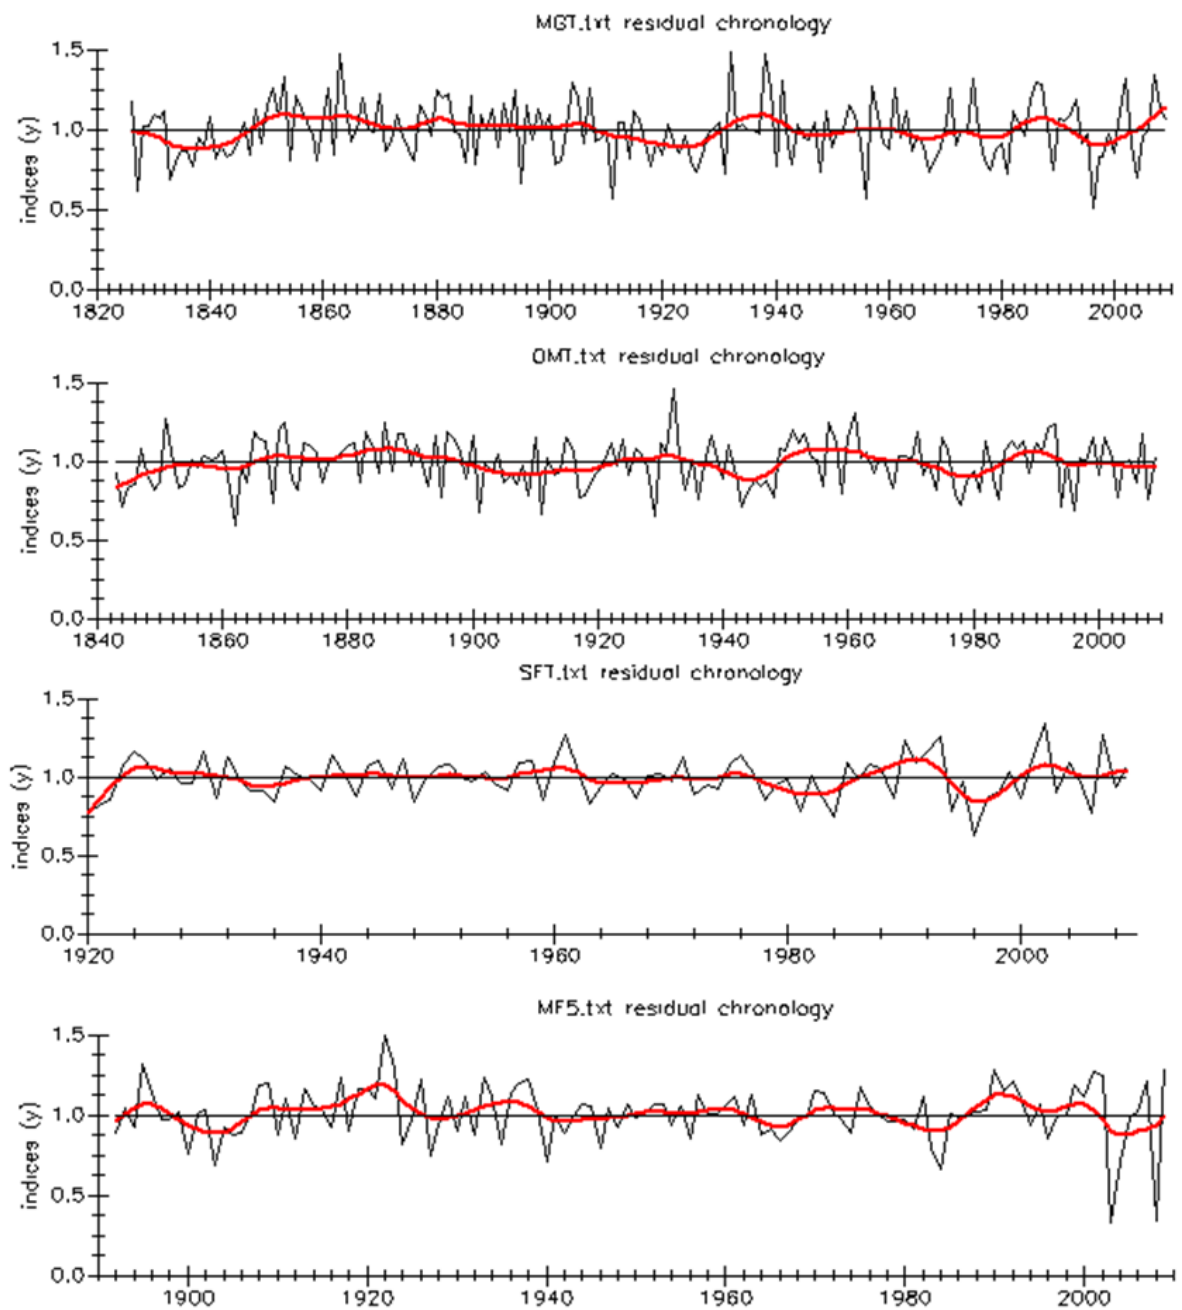 MGT.txt residual chronology
1.5
1.0
0.5
0.0
indices (y)
1820 1840 1860 1880 1900 1920 1940 1960 1980 2000
OMT.txt residual chronology
1.5
1.0
0.5
0.0
indices (y)
1840 1860 1880 1900 1920 1940 1960 1980 2000
SFT.txt residual chronology
1.5
1.0
0.5
0.0
indices (y)
1920 1940 1960 1980 2000
MF5.txt residual chronology
1.5
1.0
0.5
0.0
indices (y)
1900 1920 1940 1960 1980 2000